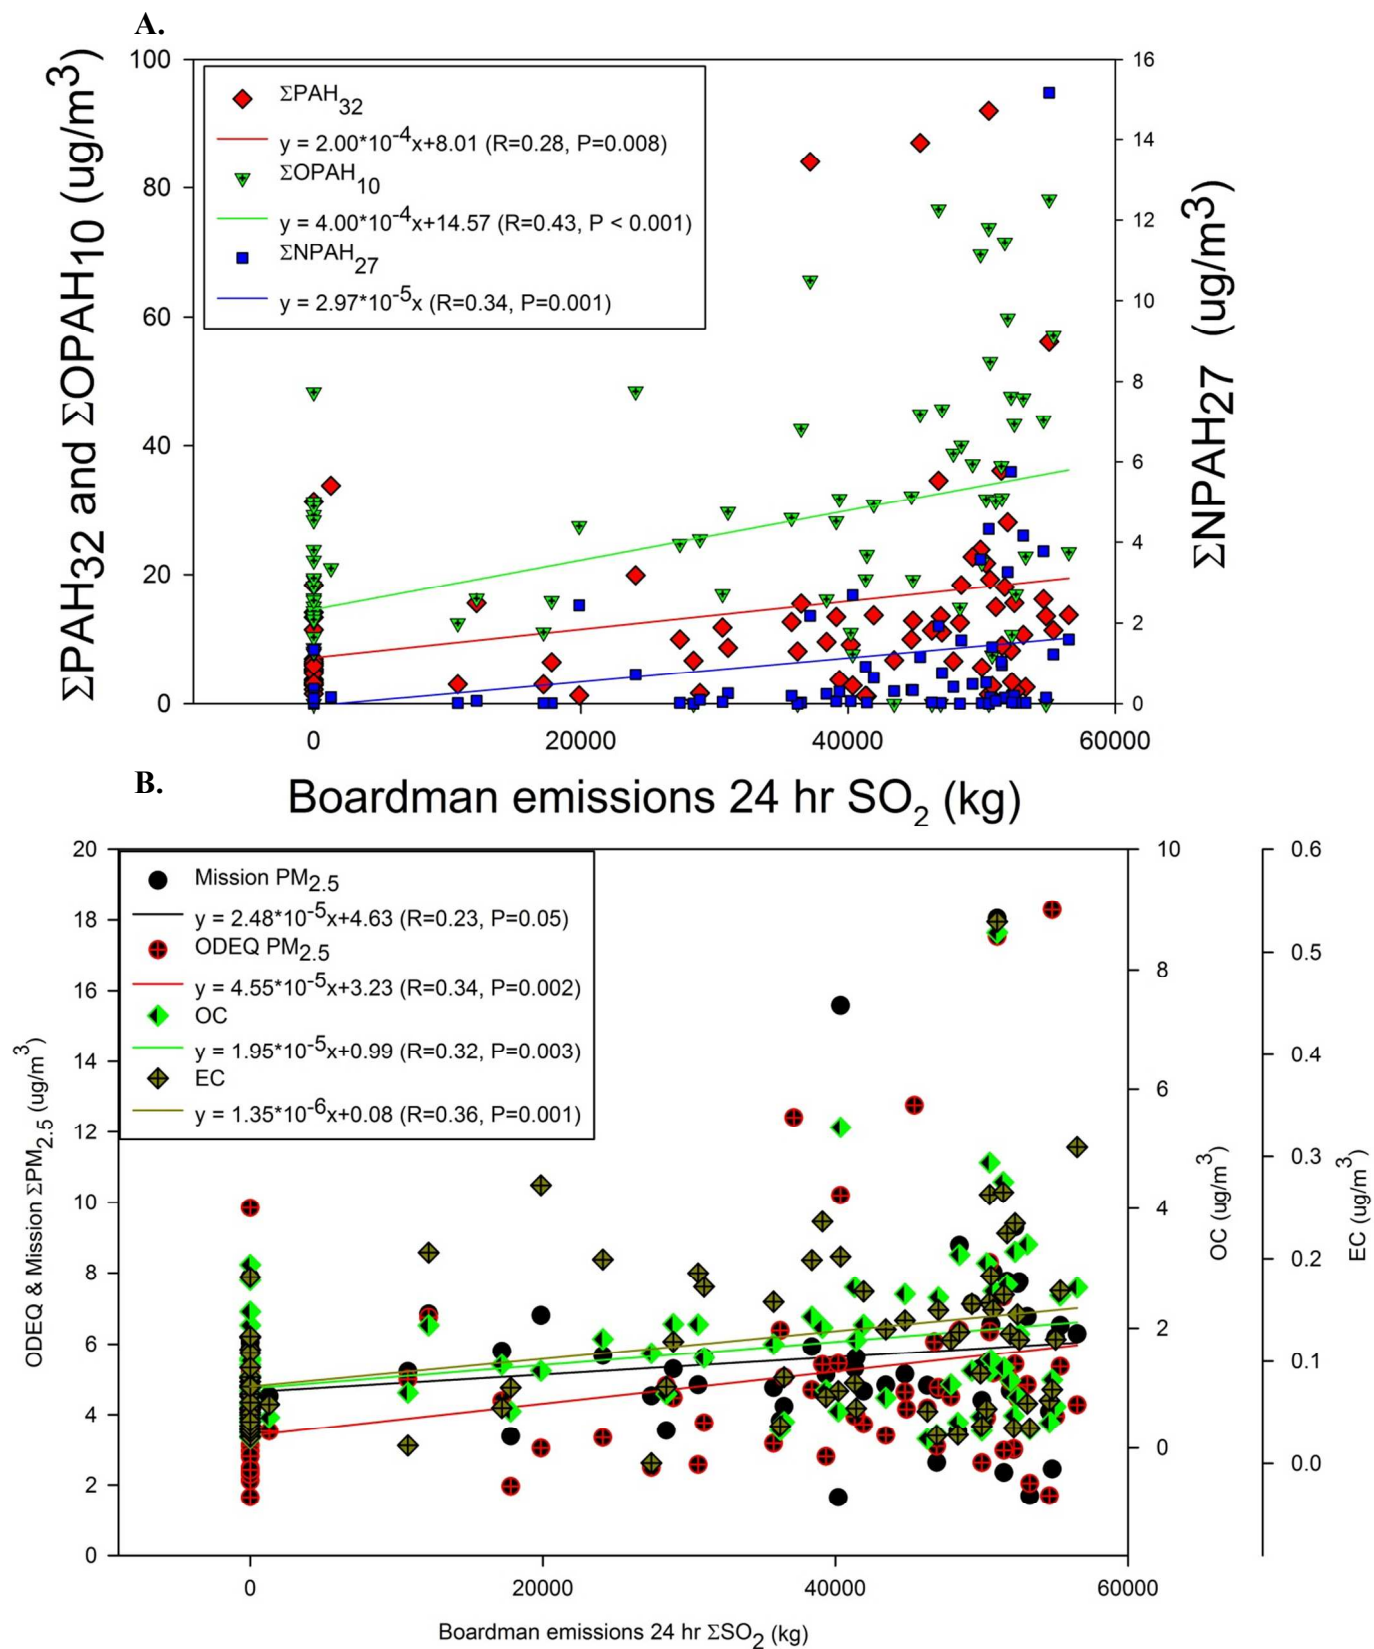 A.
ΣPAH32 and ΣOPAH10 (ug/m3)
100
80
60
40
20
0
ΣPAH32
y = 2.00*10-4x+8.01 (R=0.28, P=0.008)
ΣOPAH10
y = 4.00*10-4x+14.57 (R=0.43, P < 0.001)
ΣNPAH27
y = 2.97*10-5x (R=0.34, P=0.001)
16
14
12
10
8
6
4
2
0
ΣNPAH27 (ug/m3)
0 20000 40000 60000
Boardman emissions 24 hr SO2 (kg)
B.
ODEQ & Mission ΣPM2.5 (ug/m3)
20
18
16
14
12
10
8
6
4
2
0
Mission PM2.5
y = 2.48*10-5x+4.63 (R=0.23, P=0.05)
ODEQ PM2.5
y = 4.55*10-5x+3.23 (R=0.34, P=0.002)
OC
y = 1.95*10-5x+0.99 (R=0.32, P=0.003)
EC
y = 1.35*10-6x+0.08 (R=0.36, P=0.001)
10
8
6
4
2
0
OC (ug/m3)
0.6
0.5
0.4
0.3
0.2
0.1
0.0
EC (ug/m3)
0 20000 40000 60000
Boardman emissions 24 hr ΣSO2 (kg)